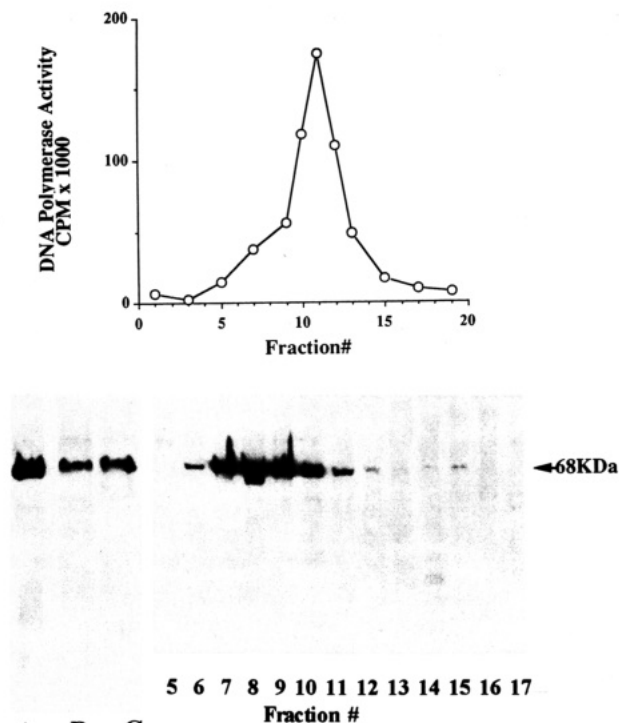 200
100
0
DNA Polymerase Activity
CPM x 1000
0 5 10 15 20
Fraction#
68KDa
5 6 7 8 9 10 11 12 13 14 15 16 17
Fraction #